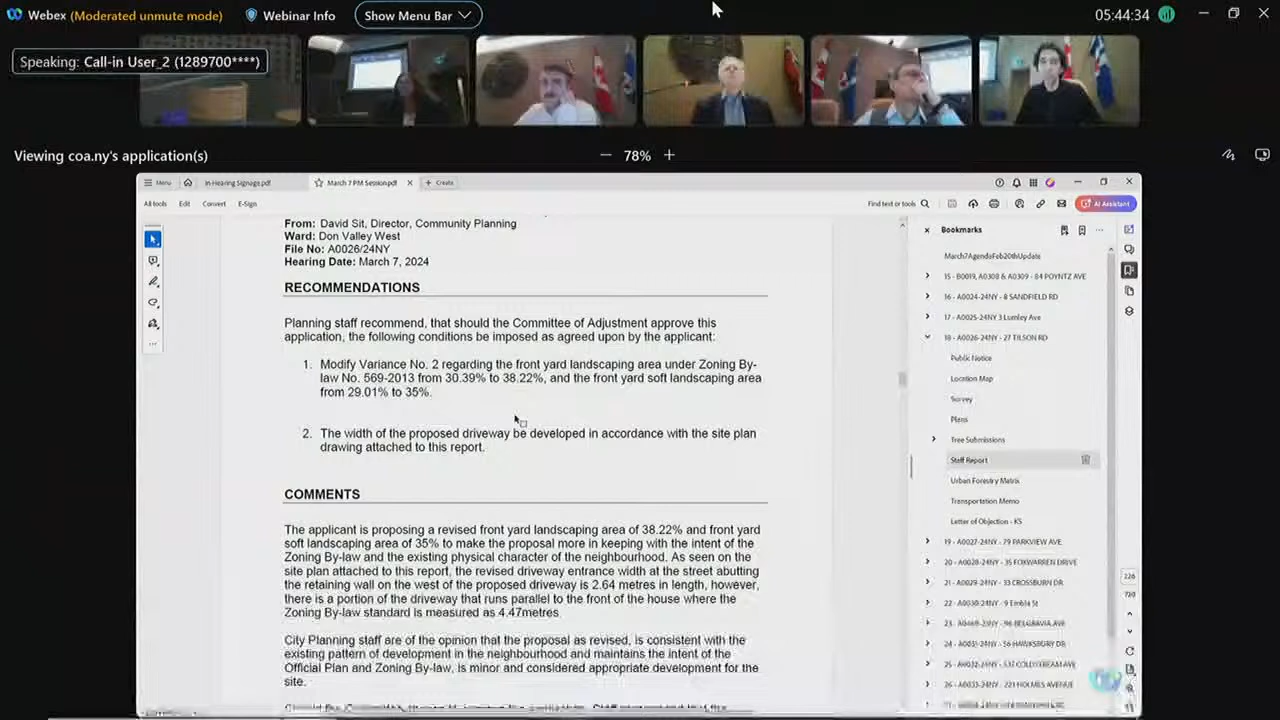 Webex (Moderated unmute mode) Webinar Info Show Menu Bar 05:44:34
Speaking: Call-in User_2 (1289700****)
Viewing coa.ny's application(s) 78%
Menu In-Hearing Signage.pdf March 7 PM Session.pdf Create
All tools Edit Convert E-Sign Find text or tools AI Assistant
From: David Sit, Director, Community Planning
Ward: Don Valley West
File No: A0026/24NY
Hearing Date: March 7, 2024
RECOMMENDATIONS
Planning staff recommend, that should the Committee of Adjustment approve this
application, the following conditions be imposed as agreed upon by the applicant:
1. Modify Variance No. 2 regarding the front yard landscaping area under Zoning By-
law No. 569-2013 from 30.39% to 38.22%, and the front yard soft landscaping area
from 29.01% to 35%.
2. The width of the proposed driveway be developed in accordance with the site plan
drawing attached to this report.
COMMENTS
The applicant is proposing a revised front yard landscaping area of 38.22% and front yard
soft landscaping area of 35% to make the proposal more in keeping with the intent of the
Zoning By-law and the existing physical character of the neighbourhood. As seen on the
site plan attached to this report, the revised driveway entrance width at the street abutting
the retaining wall on the west of the proposed driveway is 2.64 metres in length, however,
there is a portion of the driveway that runs parallel to the front of the house where the
Zoning By-law standard is measured as 4.47metres.
City Planning staff are of the opinion that the proposal as revised, is consistent with the
existing pattern of development in the neighbourhood and maintains the intent of the
Official Plan and Zoning By-law, is minor and considered appropriate development for the
site.
Bookmarks
March7AgendaFeb20thUpdate
15 - B0019, A0308 & A0309 - 84 POYNTZ AVE
16 - A0024-24NY - 8 SANDFIELD RD
17 - A0025-24NY 3 Lumley Ave
18 - A0026-24NY - 27 TILSON RD
Public Notice
Location Map
Survey
Plans
Tree Submissions
Staff Report
Urban Forestry Matrix
Transportation Memo
Letter of Objection - KS
19 - A0027-24NY - 79 PARKVIEW AVE
20 - A0028-24NY - 35 FOXWARREN DRIVE
21 - A0029-24NY - 33 CROSSBURN DR
22 - A0030-24NY - 9 Emble St
23 - A0469-23NY - 96 BELGRAVIA AVE
24 - A0031-24NY - 56 HAWKSBURY DR
25 - A0032-24NY - 537 COLDSTREAM AVE
26 - A0033-24NY - 221 HOLMES AVENUE
226
720